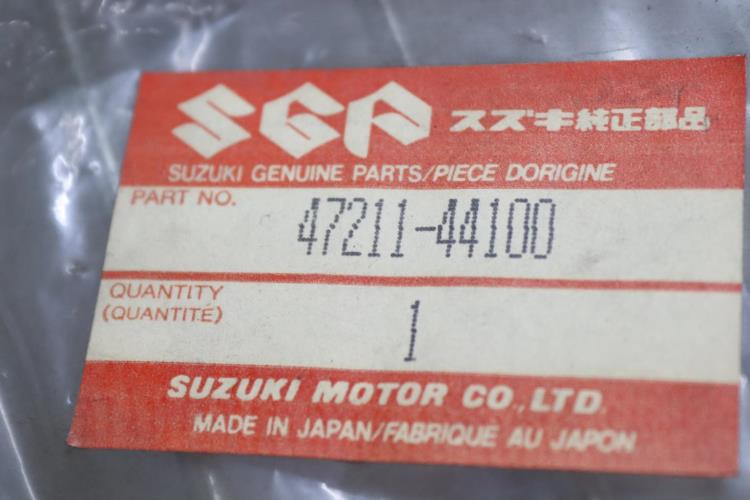 SGP スズキ純正部品
SUZUKI GENUINE PARTS/PIECE DORIGINE
PART NO.
47211-44100
QUANTITY
(QUANTITÉ)
1
SUZUKI MOTOR CO.,LTD.
MADE IN JAPAN/FABRIQUE AU JAPON